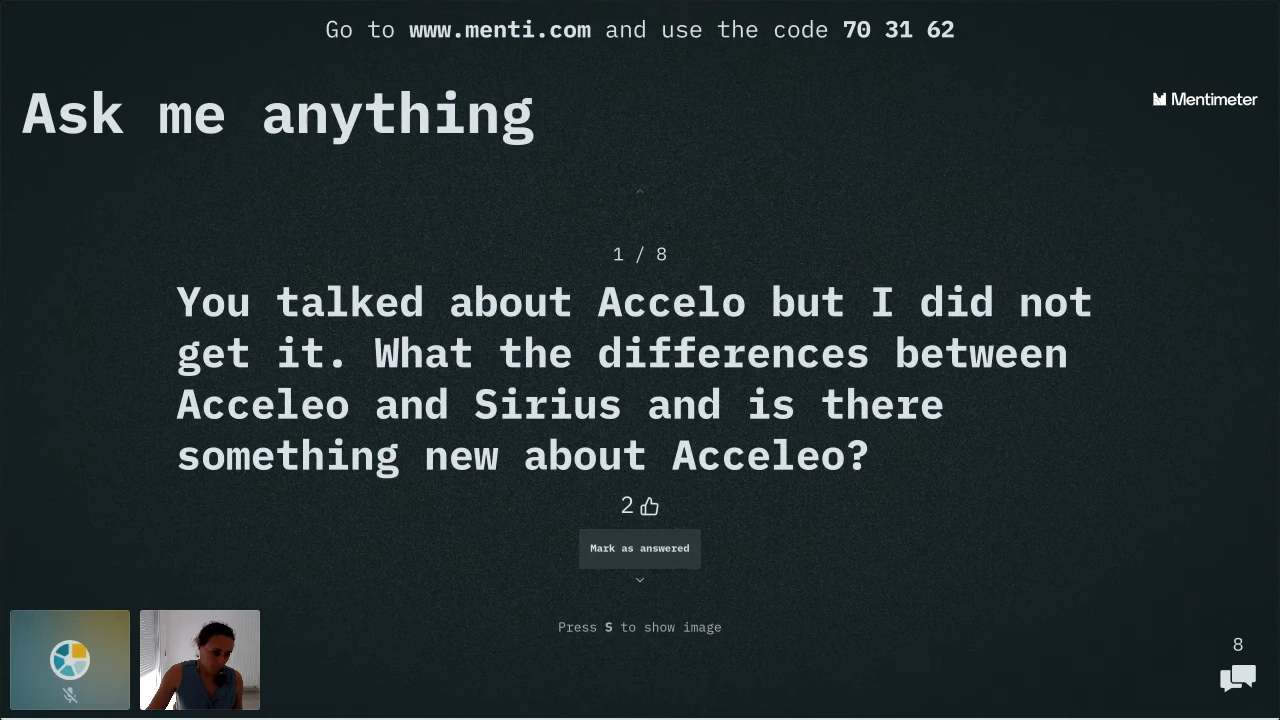 Go to www.menti.com and use the code 70 31 62
Ask me anything
Mentimeter
1 / 8
You talked about Accelo but I did not
get it. What the differences between
Acceleo and Sirius and is there
something new about Acceleo?
2
Mark as answered
Press S to show image
8